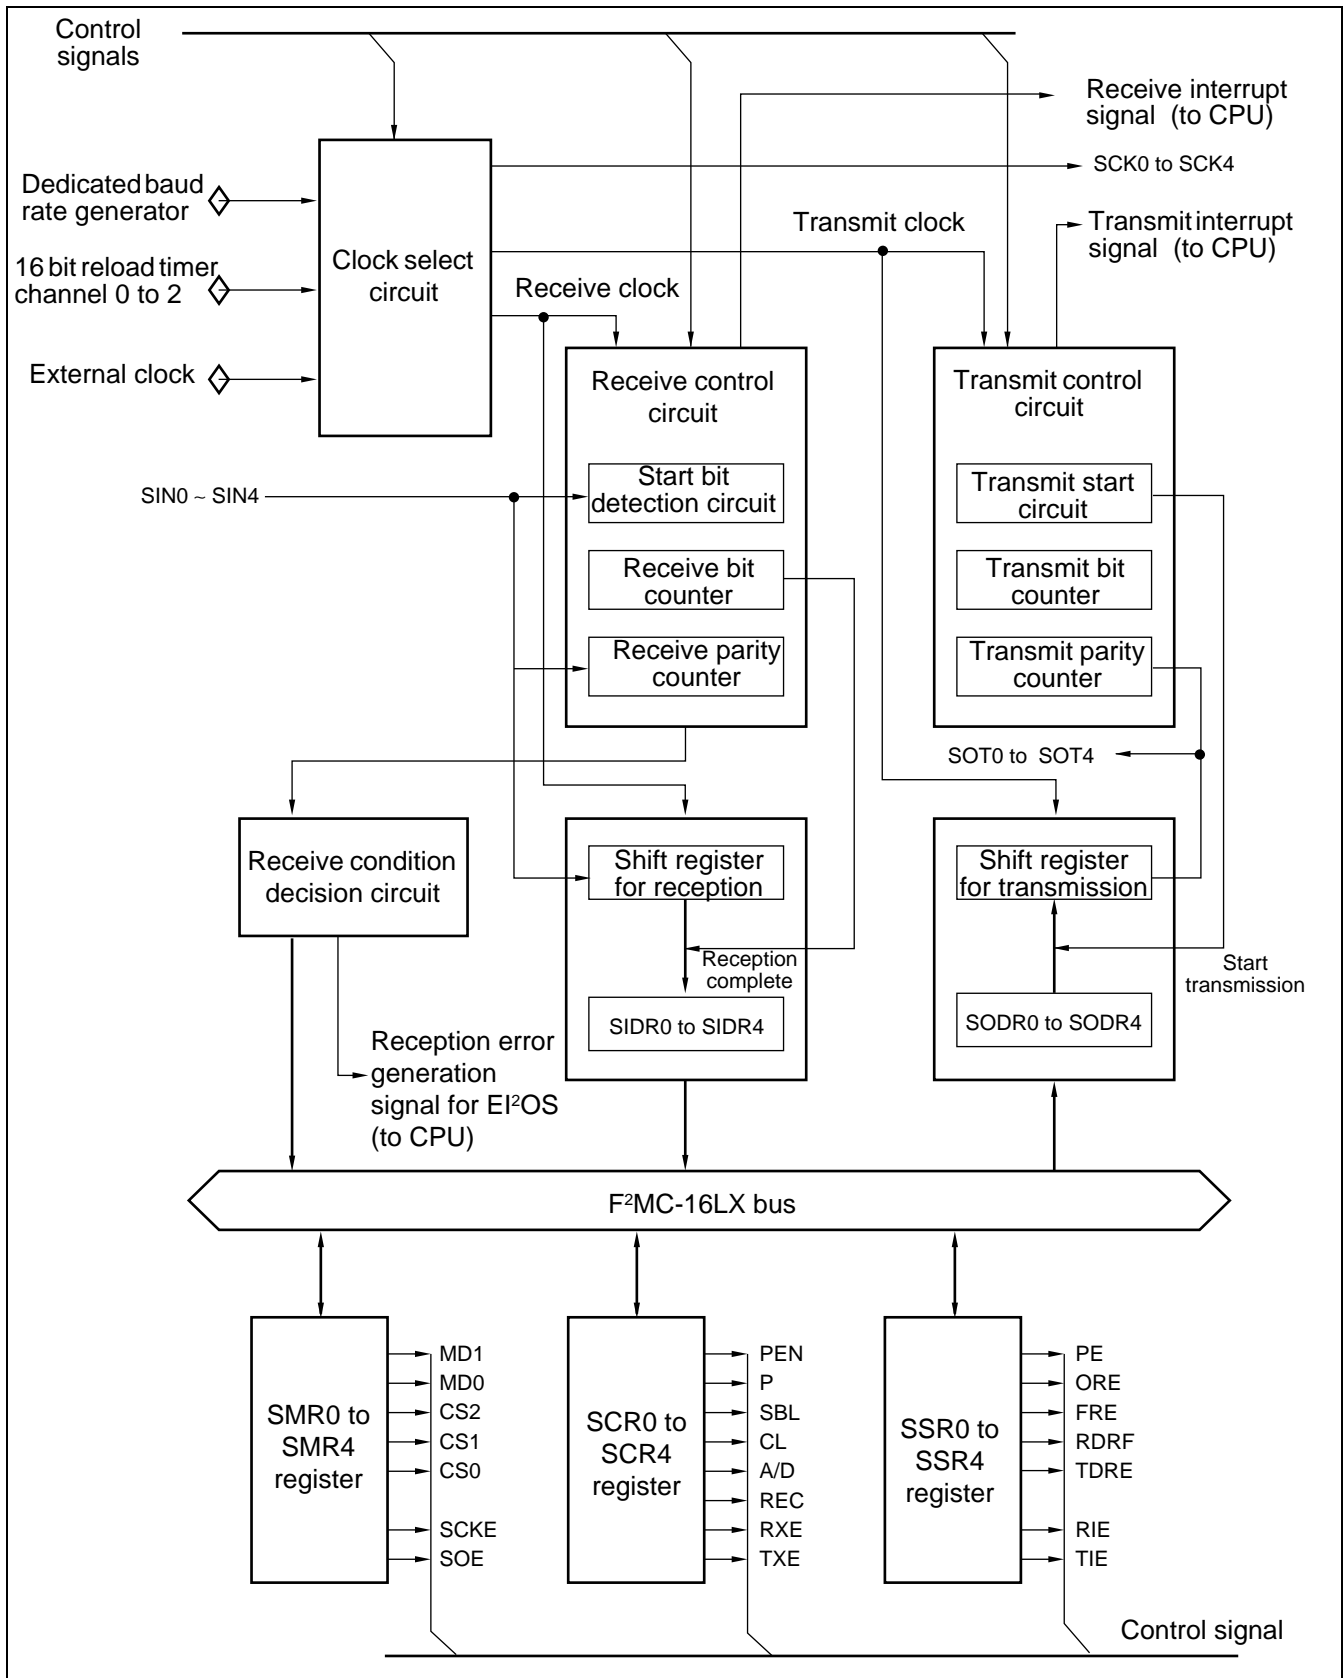 Control
signals
Receive interrupt
signal (to CPU)
SCK0 to SCK4
Dedicated baud
rate generator
Transmit clock
Transmit interrupt
signal (to CPU)
16 bit reload timer
channel 0 to 2
Clock select
circuit
Receive clock
External clock
Receive control
circuit
Transmit control
circuit
SIN0 ~ SIN4
Start bit
detection circuit
Transmit start
circuit
Receive bit
counter
Transmit bit
counter
Receive parity
counter
Transmit parity
counter
SOT0 to SOT4
Receive condition
decision circuit
Shift register
for reception
Shift register
for transmission
Reception
complete
Start
transmission
SIDR0 to SIDR4
SODR0 to SODR4
Reception error
generation
signal for EI²OS
(to CPU)
F²MC-16LX bus
SMR0 to
SMR4
register
MD1
MD0
CS2
CS1
CS0
SCKE
SOE
SCR0 to
SCR4
register
PEN
P
SBL
CL
A/D
REC
RXE
TXE
SSR0 to
SSR4
register
PE
ORE
FRE
RDRF
TDRE
RIE
TIE
Control signal